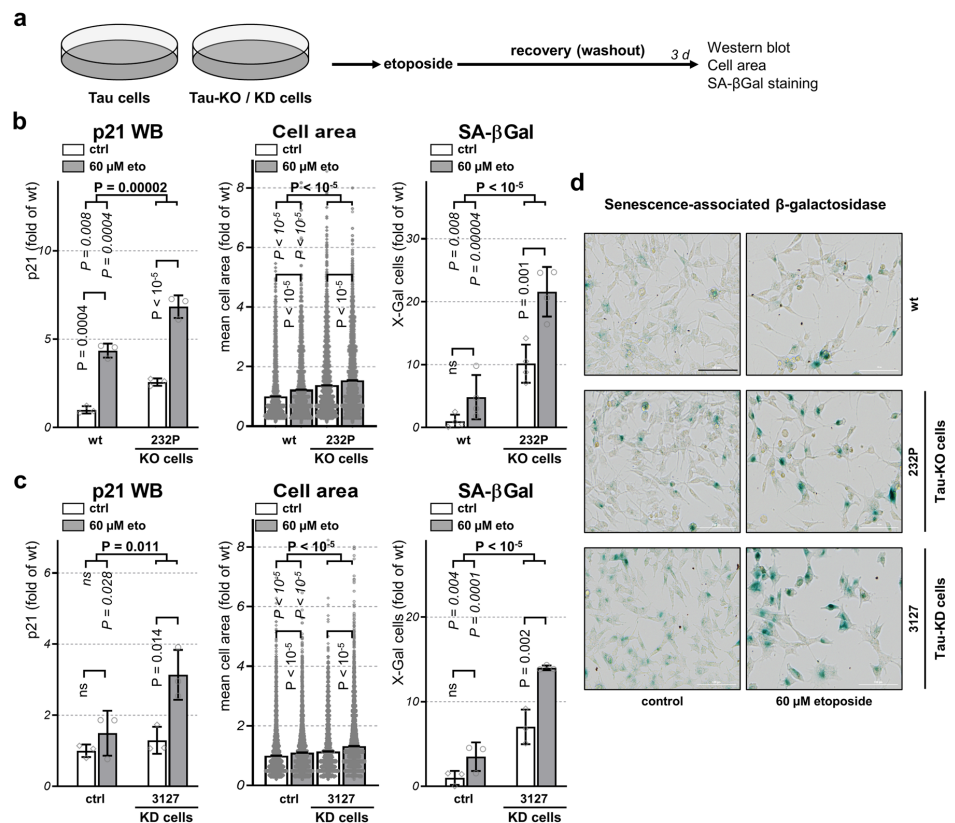 a
Tau cells
Tau-KO / KD cells
etoposide
recovery (washout)
3 d
Western blot
Cell area
SA-βGal staining
b
p21 WB
ctrl
60 µM eto
P = 0.00002
P = 0.008
P = 0.0004
P = 0.0004
P < 10-5
p21 (fold of wt)
10
5
0
wt
232P
KO cells
Cell area
ctrl
60 µM eto
P < 10-5
P < 10-5
P < 10-5
P < 10-5
P < 10-5
mean cell area (fold of wt)
8
6
4
2
0
wt
232P
KO cells
SA-βGal
ctrl
60 µM eto
P < 10-5
P = 0.008
P = 0.00004
ns
P = 0.001
X-Gal cells (fold of wt)
30
20
10
0
wt
232P
KO cells
c
p21 WB
ctrl
60 µM eto
P = 0.011
ns
P = 0.028
ns
P = 0.014
p21 (fold of wt)
6
4
2
0
ctrl
3127
KD cells
Cell area
ctrl
60 µM eto
P < 10-5
P < 10-5
P < 10-5
P < 10-5
P < 10-5
mean cell area (fold of wt)
8
6
4
2
0
ctrl
3127
KD cells
SA-βGal
ctrl
60 µM eto
P < 10-5
P = 0.004
P = 0.0001
ns
P = 0.002
X-Gal cells (fold of wt)
20
10
0
ctrl
3127
KD cells
d
Senescence-associated β-galactosidase
wt
232P
Tau-KO cells
3127
Tau-KD cells
control
60 µM etoposide